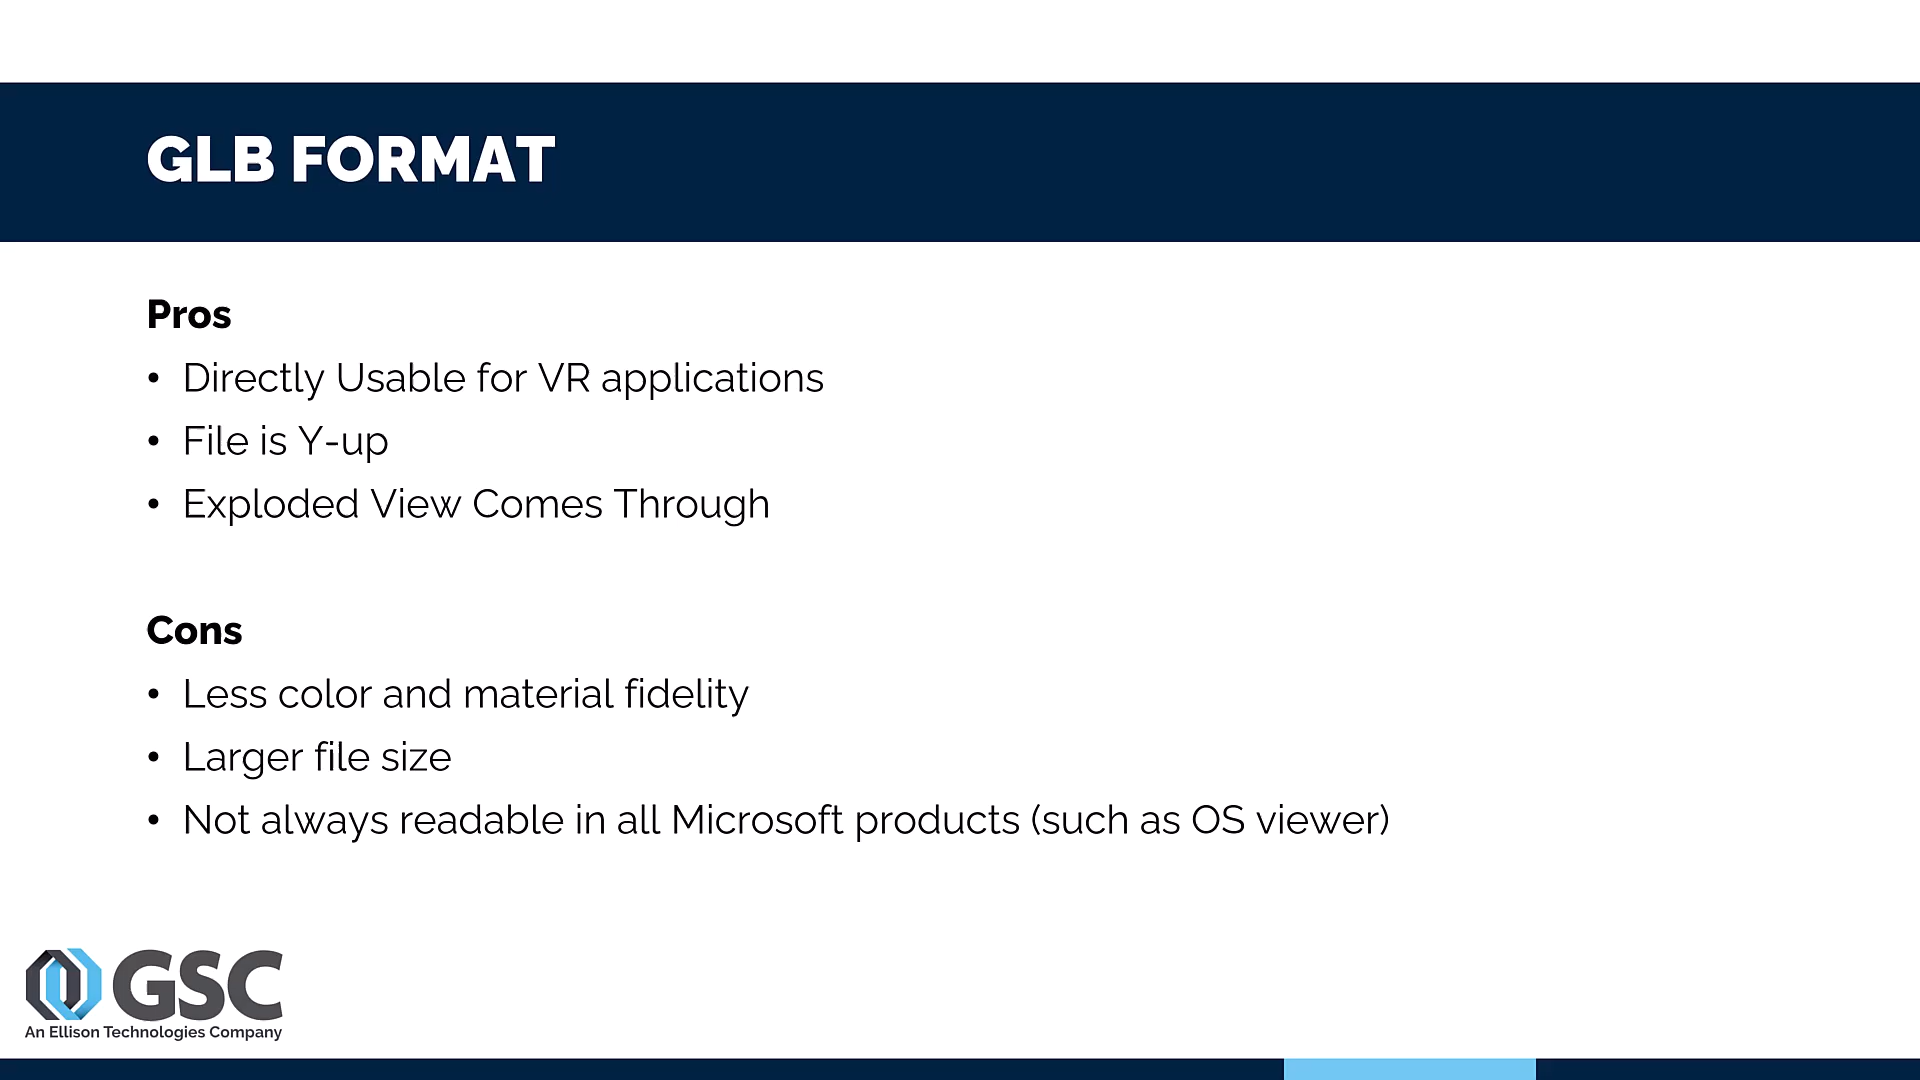 GLB FORMAT
Pros
• Directly Usable for VR applications
• File is Y-up
• Exploded View Comes Through
Cons
• Less color and material fidelity
• Larger file size
• Not always readable in all Microsoft products (such as OS viewer)
GSC
An Ellison Technologies Company